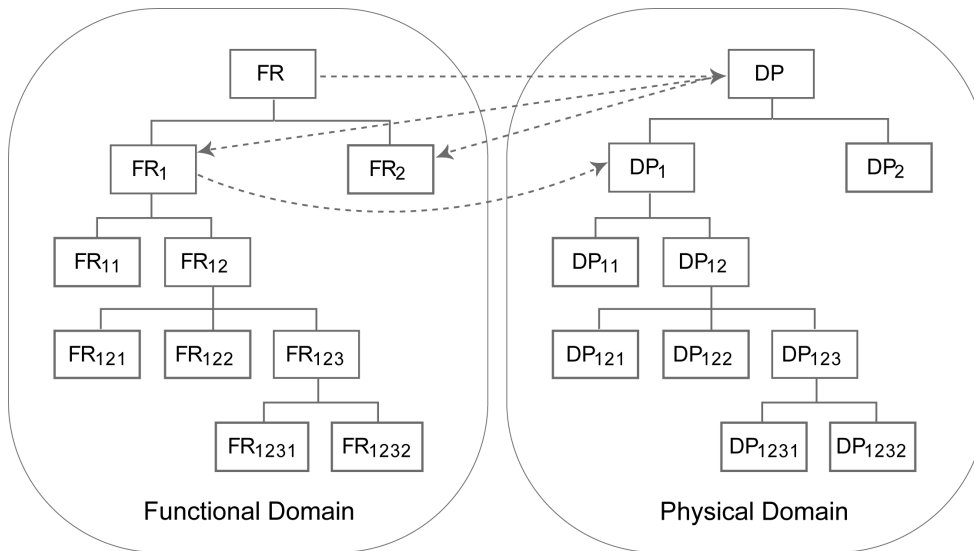 FR
DP
FR₁
FR₂
DP₁
DP₂
FR₁₁
FR₁₂
DP₁₁
DP₁₂
FR₁₂₁
FR₁₂₂
FR₁₂₃
DP₁₂₁
DP₁₂₂
DP₁₂₃
FR₁₂₃₁
FR₁₂₃₂
DP₁₂₃₁
DP₁₂₃₂
Functional Domain
Physical Domain